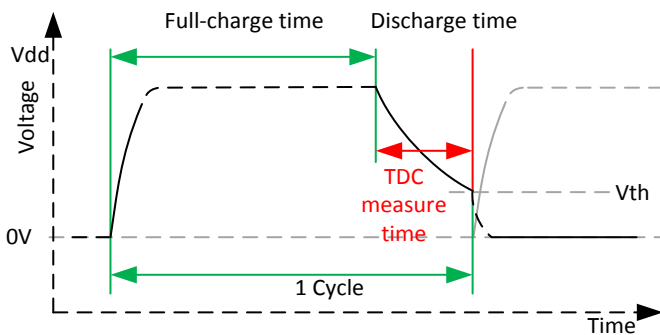 Full-charge time
Discharge time
Vdd
Voltage
TDC
measure
time
Vth
0V
1 Cycle
Time